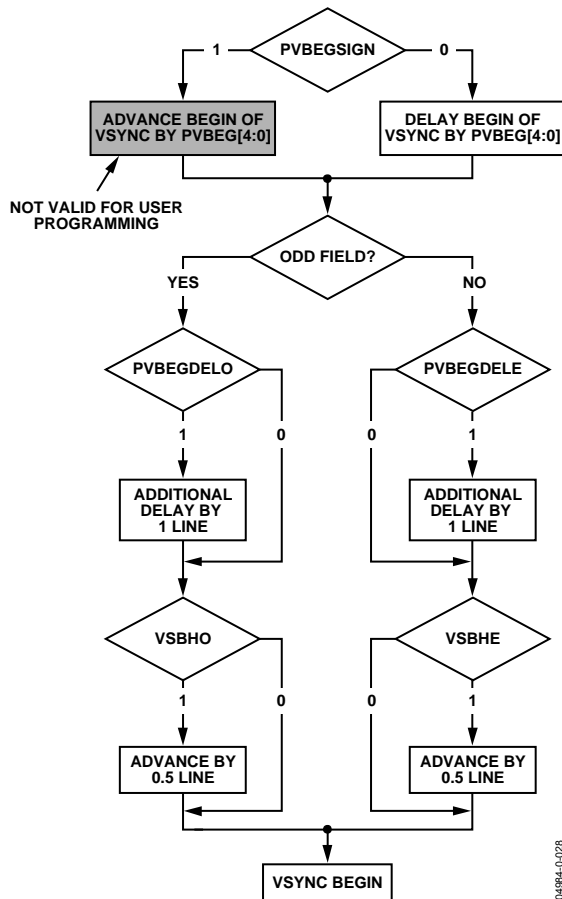 PVBEGSIGN
1
0
ADVANCE BEGIN OF
VSYNC BY PVBEG[4:0]
DELAY BEGIN OF
VSYNC BY PVBEG[4:0]
NOT VALID FOR USER
PROGRAMMING
ODD FIELD?
YES
NO
PVBEGDELO
PVBEGDELE
1
0
0
1
ADDITIONAL
DELAY BY
1 LINE
ADDITIONAL
DELAY BY
1 LINE
VSBHO
VSBHE
1
0
0
1
ADVANCE BY
0.5 LINE
ADVANCE BY
0.5 LINE
VSYNC BEGIN
04984-0-028